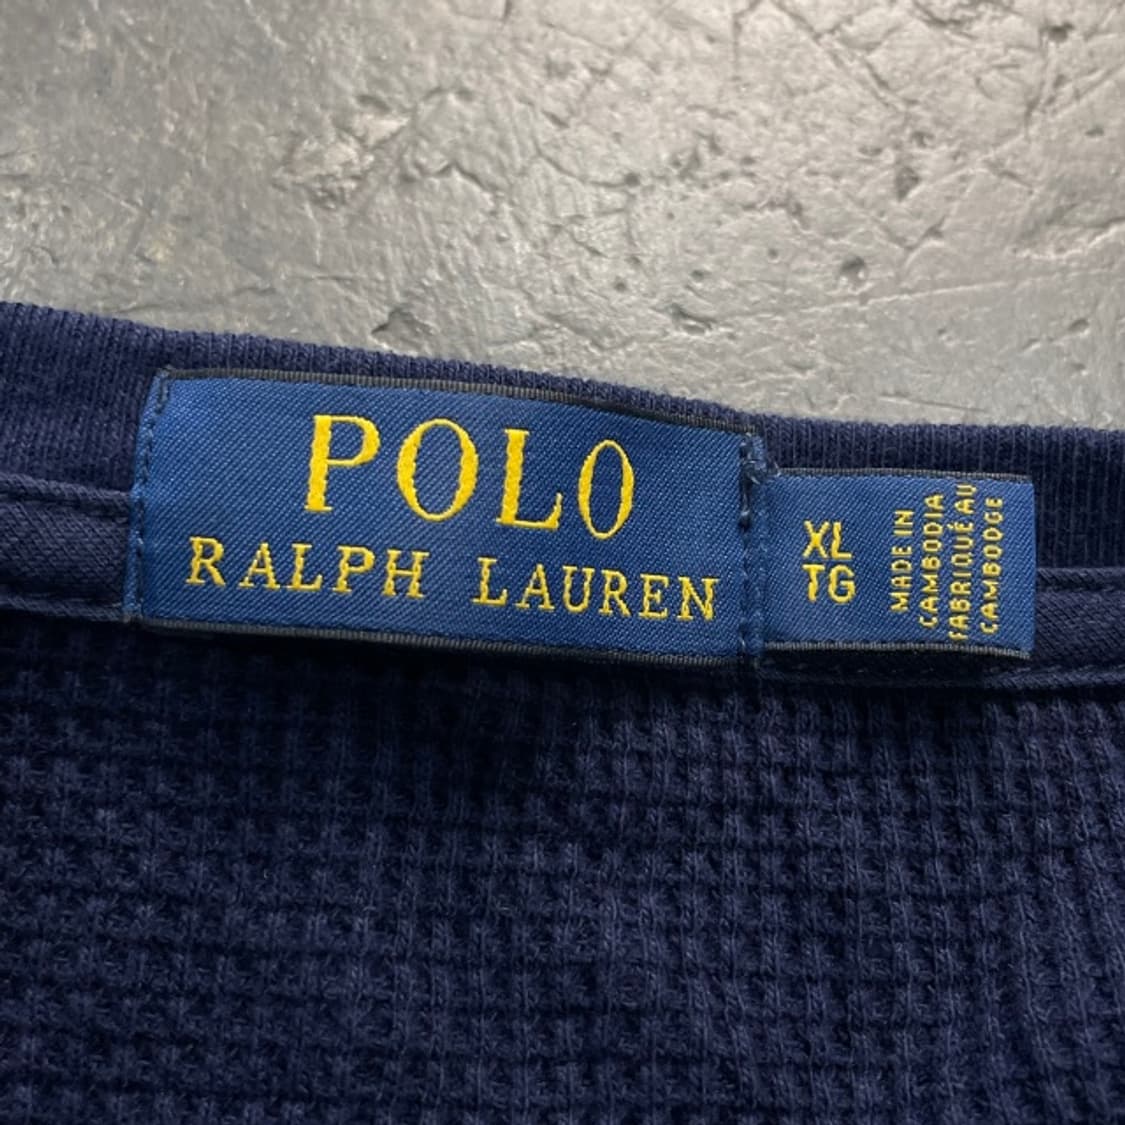 POLO
RALPH LAUREN
XL
TG
MADE IN
CAMBODIA
FABRIQUÉ AU
CAMBODGE